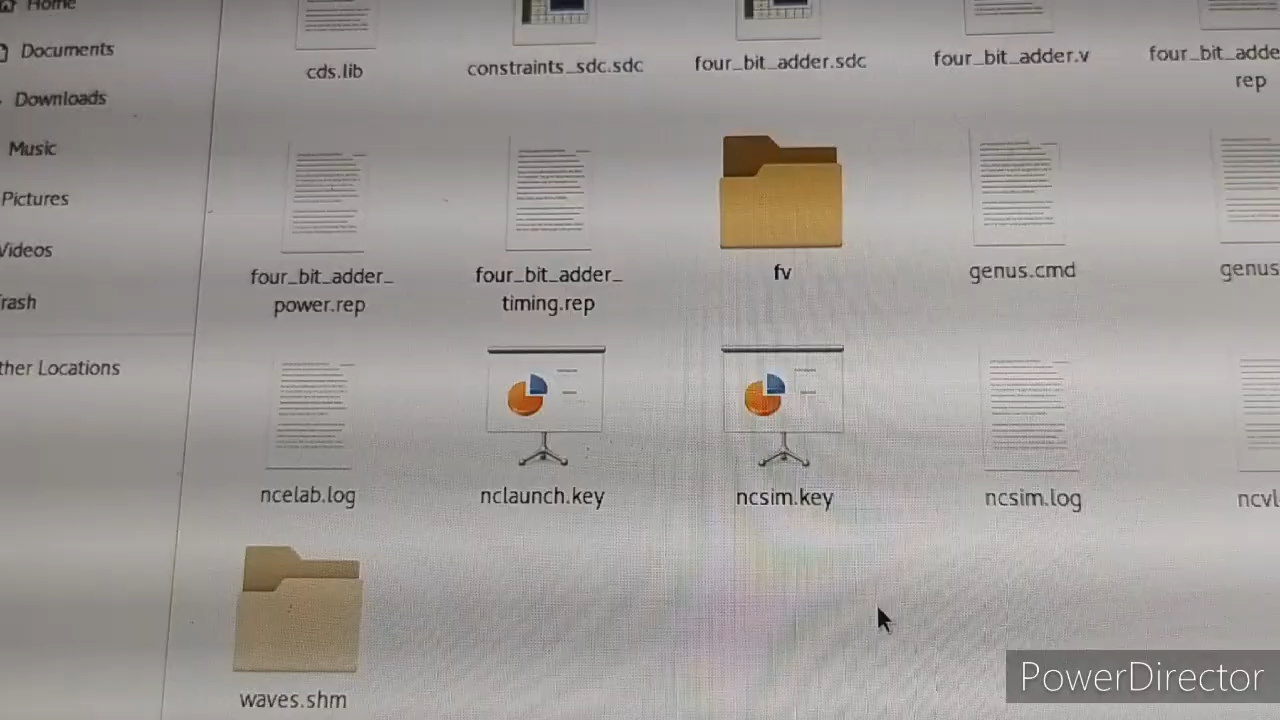 Home
Documents
Downloads
Music
Pictures
Videos
rash
ther Locations
cds.lib
constraints_sdc.sdc
four_bit_adder.sdc
four_bit_adder.v
four_bit_adde
rep
four_bit_adder_
power.rep
four_bit_adder_
timing.rep
fv
genus.cmd
genus
ncelab.log
nclaunch.key
ncsim.key
ncsim.log
ncvl
waves.shm
PowerDirector